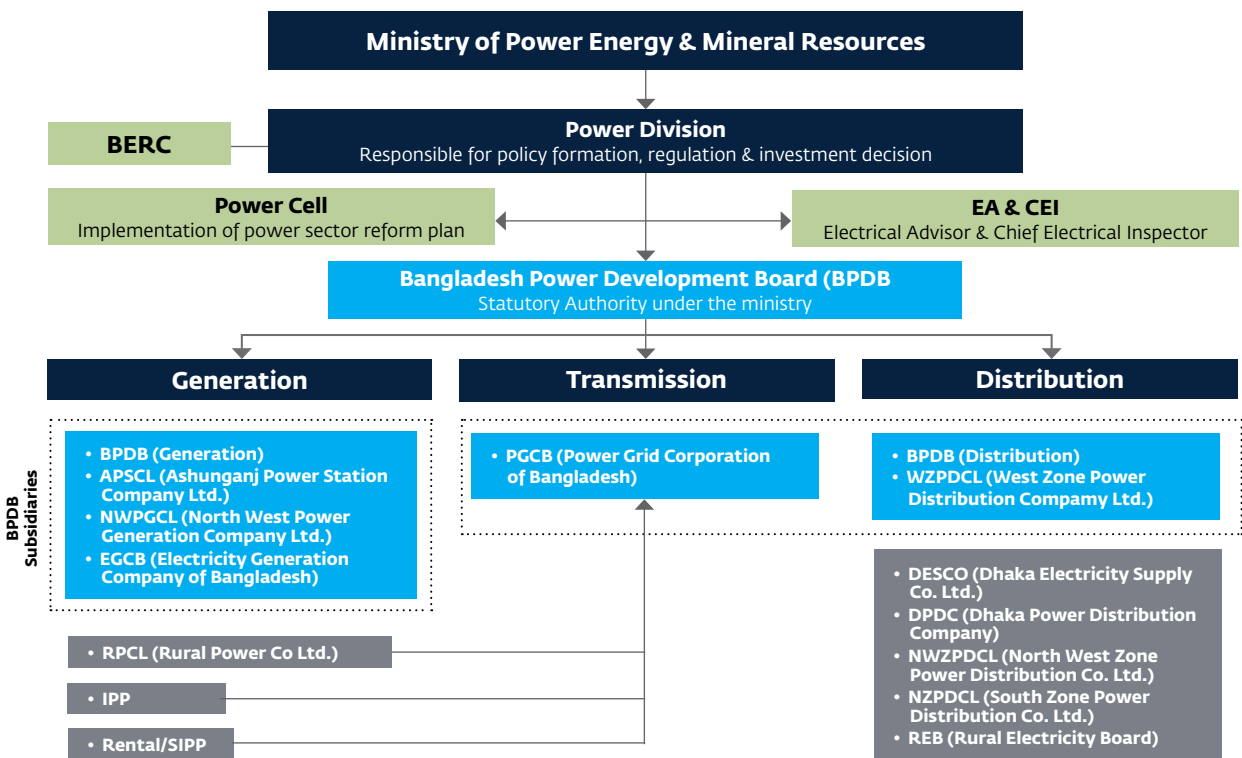 Ministry of Power Energy & Mineral Resources
Power Division
Responsible for policy formation, regulation & investment decision
BERC
Power Cell
Implementation of power sector reform plan
EA & CEI
Electrical Advisor & Chief Electrical Inspector
Bangladesh Power Development Board (BPDB
Statutory Authority under the ministry
Generation
Transmission
Distribution
BPDB
Subsidiaries
• BPDB (Generation)
• APSCL (Ashunganj Power Station
Company Ltd.)
• NWPGCL (North West Power
Generation Company Ltd.)
• EGCB (Electricity Generation
Company of Bangladesh)
• PGCB (Power Grid Corporation
of Bangladesh)
• BPDB (Distribution)
• WZPDCL (West Zone Power
Distribution Compamy Ltd.)
• RPCL (Rural Power Co Ltd.)
• IPP
• Rental/SIPP
• DESCO (Dhaka Electricity Supply
Co. Ltd.)
• DPDC (Dhaka Power Distribution
Company)
• NWZPDCL (North West Zone
Power Distribution Co. Ltd.)
• NZPDCL (South Zone Power
Distribution Co. Ltd.)
• REB (Rural Electricity Board)